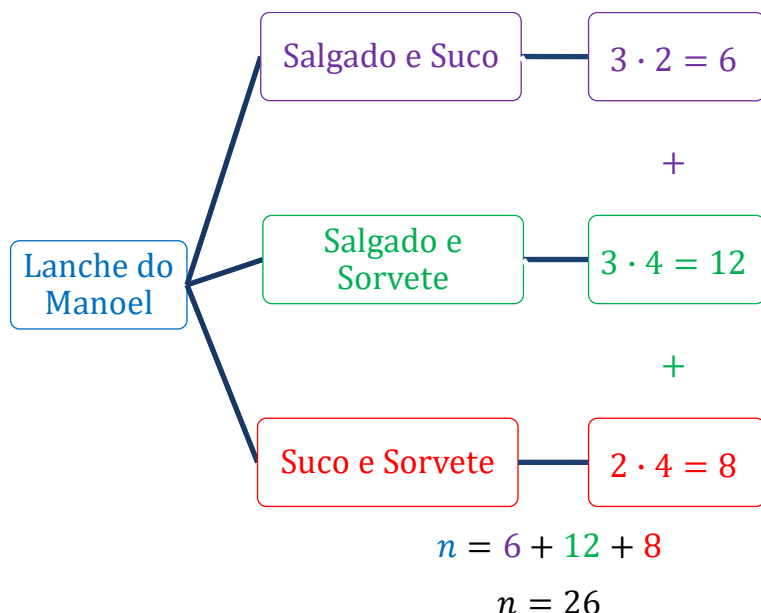 Salgado e Suco
3 · 2 = 6
+
Lanche do
Manoel
Salgado e
Sorvete
3 · 4 = 12
+
Suco e Sorvete
2 · 4 = 8
n = 6 + 12 + 8
n = 26